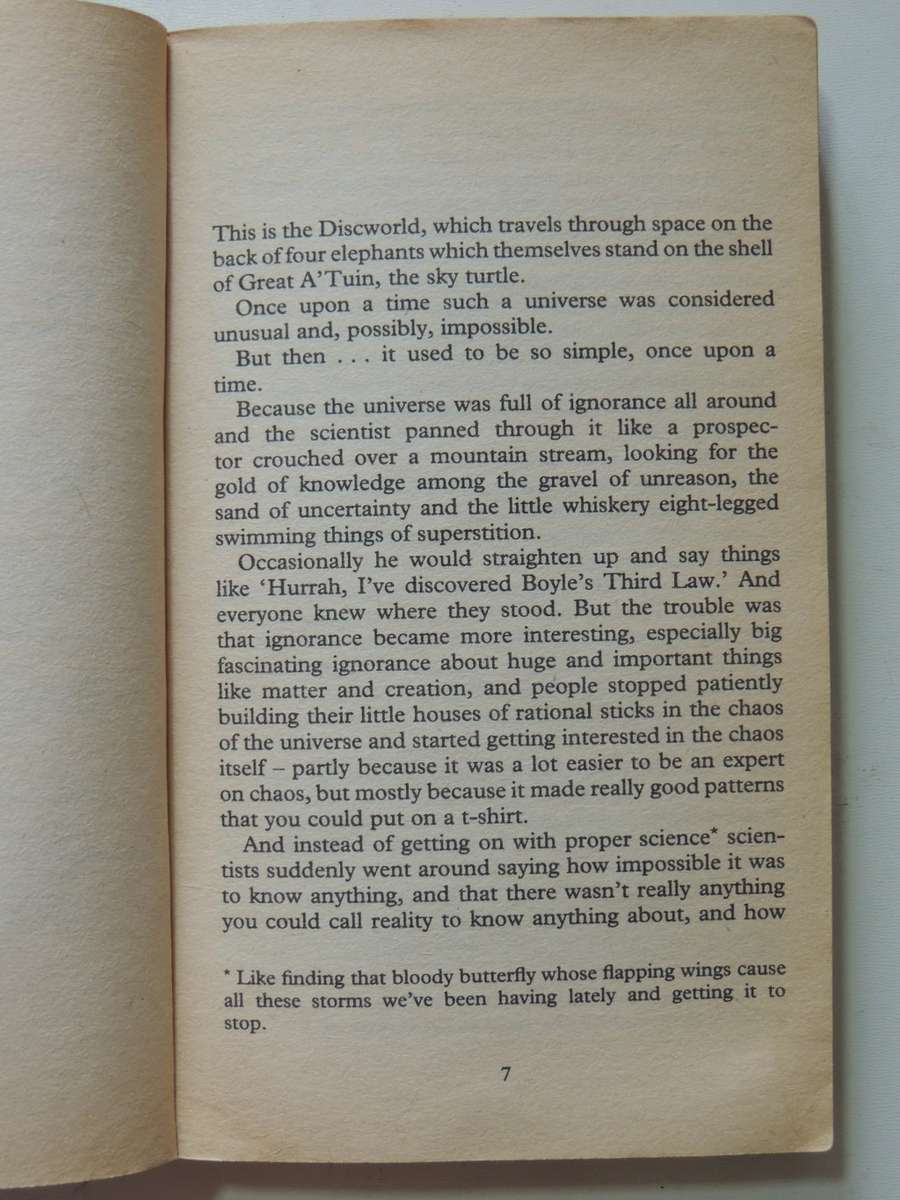 This is the Discworld, which travels through space on the
back of four elephants which themselves stand on the shell
of Great A'Tuin, the sky turtle.
Once upon a time such a universe was considered
unusual and, possibly, impossible.
But then . . . it used to be so simple, once upon a
time.
Because the universe was full of ignorance all around
and the scientist panned through it like a prospec-
tor crouched over a mountain stream, looking for the
gold of knowledge among the gravel of unreason, the
sand of uncertainty and the little whiskery eight-legged
swimming things of superstition.
Occasionally he would straighten up and say things
like ‘Hurrah, I've discovered Boyle's Third Law.’ And
everyone knew where they stood. But the trouble was
that ignorance became more interesting, especially big
fascinating ignorance about huge and important things
like matter and creation, and people stopped patiently
building their little houses of rational sticks in the chaos
of the universe and started getting interested in the chaos
itself – partly because it was a lot easier to be an expert
on chaos, but mostly because it made really good patterns
that you could put on a t-shirt.
And instead of getting on with proper science* scien-
tists suddenly went around saying how impossible it was
to know anything, and that there wasn't really anything
you could call reality to know anything about, and how
* Like finding that bloody butterfly whose flapping wings cause
all these storms we've been having lately and getting it to
stop.
7